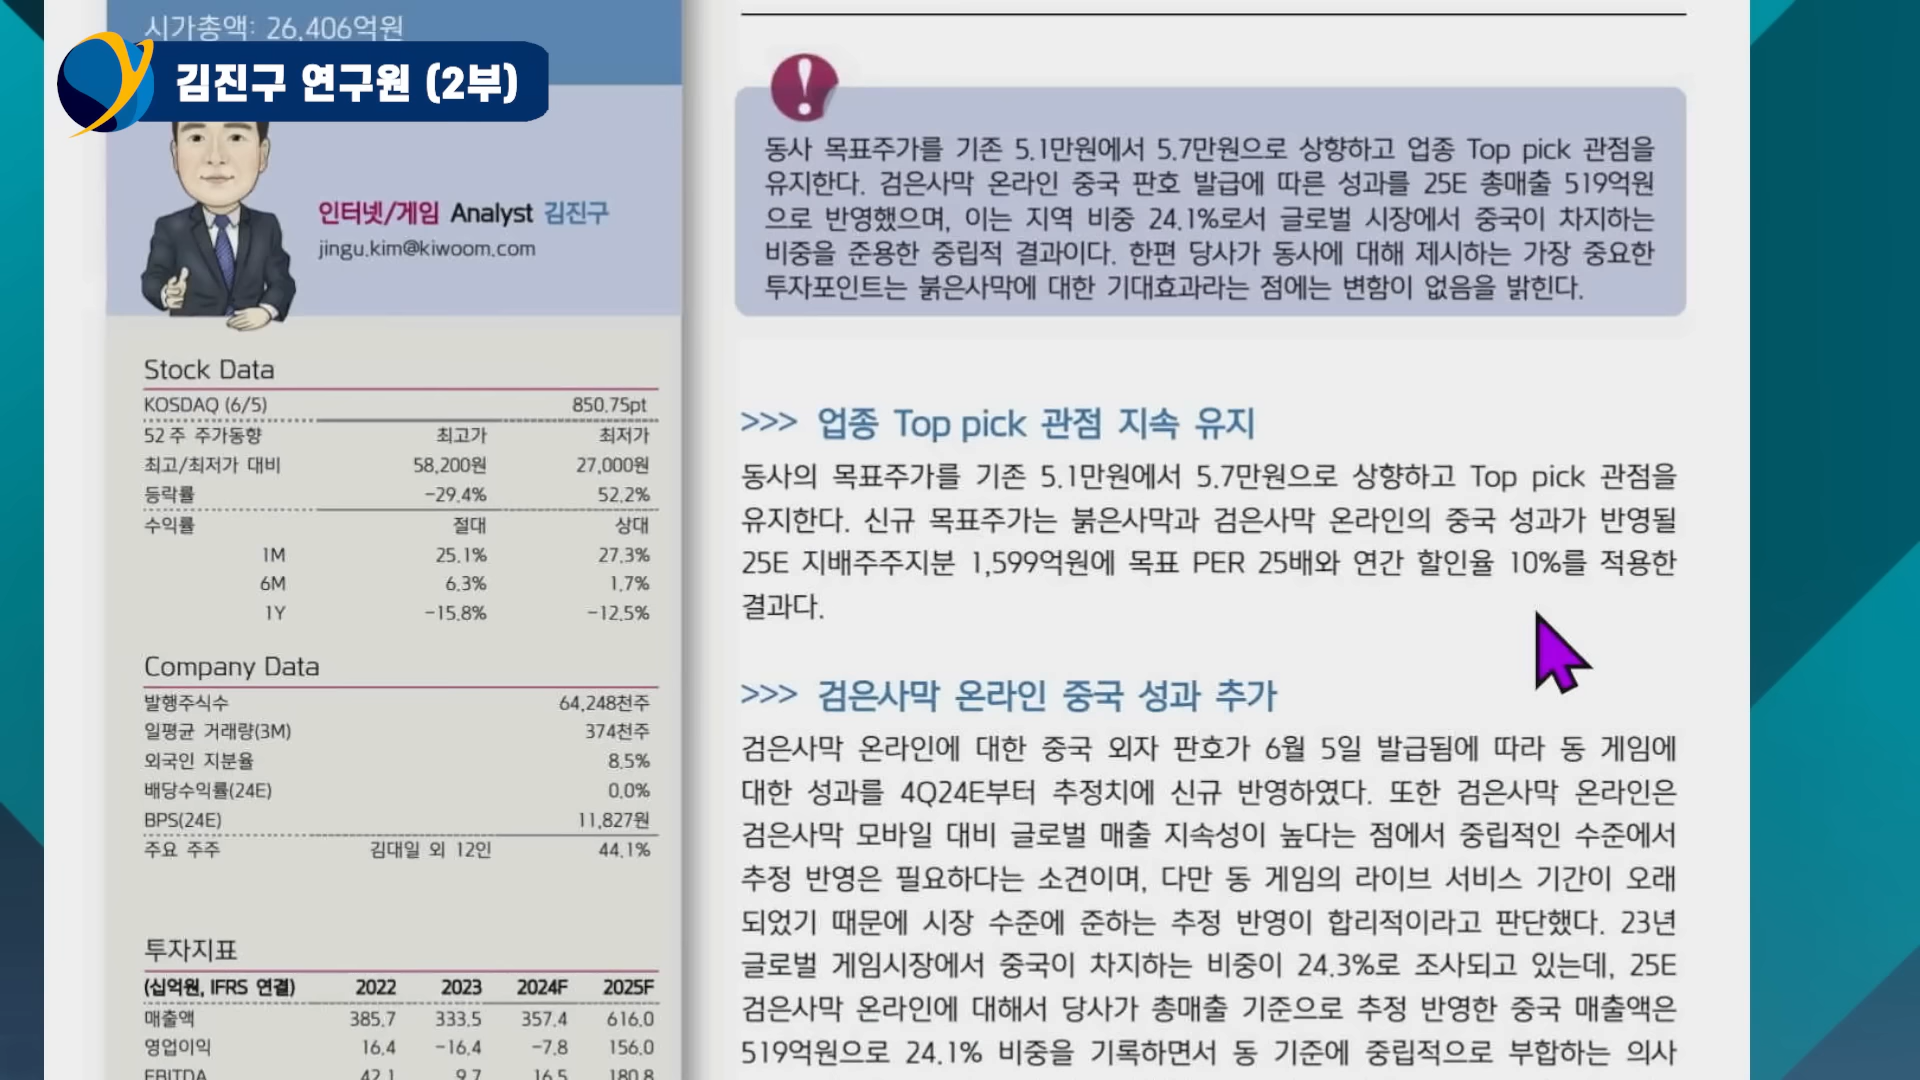 시가총액: 26,406억원
김진구 연구원 (2부)
인터넷/게임 Analyst 김진구
jingu.kim@kiwoom.com
Stock Data
KOSDAQ (6/5) 850.75pt
52주 주가동향 최고가 최저가
최고/최저가 대비 58,200원 27,000원
등락률 -29.4% 52.2%
수익률 절대 상대
1M 25.1% 27.3%
6M 6.3% 1.7%
1Y -15.8% -12.5%
Company Data
발행주식수 64,248천주
일평균 거래량(3M) 374천주
외국인 지분율 8.5%
배당수익률(24E) 0.0%
BPS(24E) 11,827원
주요 주주 김대일 외 12인 44.1%
투자지표
(십억원, IFRS 연결) 2022 2023 2024F 2025F
매출액 385.7 333.5 357.4 616.0
영업이익 16.4 -16.4 -7.8 156.0
EBITDA 42.1 9.7 16.5 180.8
동사 목표주가를 기존 5.1만원에서 5.7만원으로 상향하고 업종 Top pick 관점을
유지한다. 검은사막 온라인 중국 판호 발급에 따른 성과를 25E 총매출 519억원
으로 반영했으며, 이는 지역 비중 24.1%로서 글로벌 시장에서 중국이 차지하는
비중을 준용한 중립적 결과이다. 한편 당사가 동사에 대해 제시하는 가장 중요한
투자포인트는 붉은사막에 대한 기대효과라는 점에는 변함이 없음을 밝힌다.
>>> 업종 Top pick 관점 지속 유지
동사의 목표주가를 기존 5.1만원에서 5.7만원으로 상향하고 Top pick 관점을
유지한다. 신규 목표주가는 붉은사막과 검은사막 온라인의 중국 성과가 반영될
25E 지배주주지분 1,599억원에 목표 PER 25배와 연간 할인율 10%를 적용한
결과다.
>>> 검은사막 온라인 중국 성과 추가
검은사막 온라인에 대한 중국 외자 판호가 6월 5일 발급됨에 따라 동 게임에
대한 성과를 4Q24E부터 추정치에 신규 반영하였다. 또한 검은사막 온라인은
검은사막 모바일 대비 글로벌 매출 지속성이 높다는 점에서 중립적인 수준에서
추정 반영은 필요하다는 소견이며, 다만 동 게임의 라이브 서비스 기간이 오래
되었기 때문에 시장 수준에 준하는 추정 반영이 합리적이라고 판단했다. 23년
글로벌 게임시장에서 중국이 차지하는 비중이 24.3%로 조사되고 있는데, 25E
검은사막 온라인에 대해서 당사가 총매출 기준으로 추정 반영한 중국 매출액은
519억원으로 24.1% 비중을 기록하면서 동 기준에 중립적으로 부합하는 의사